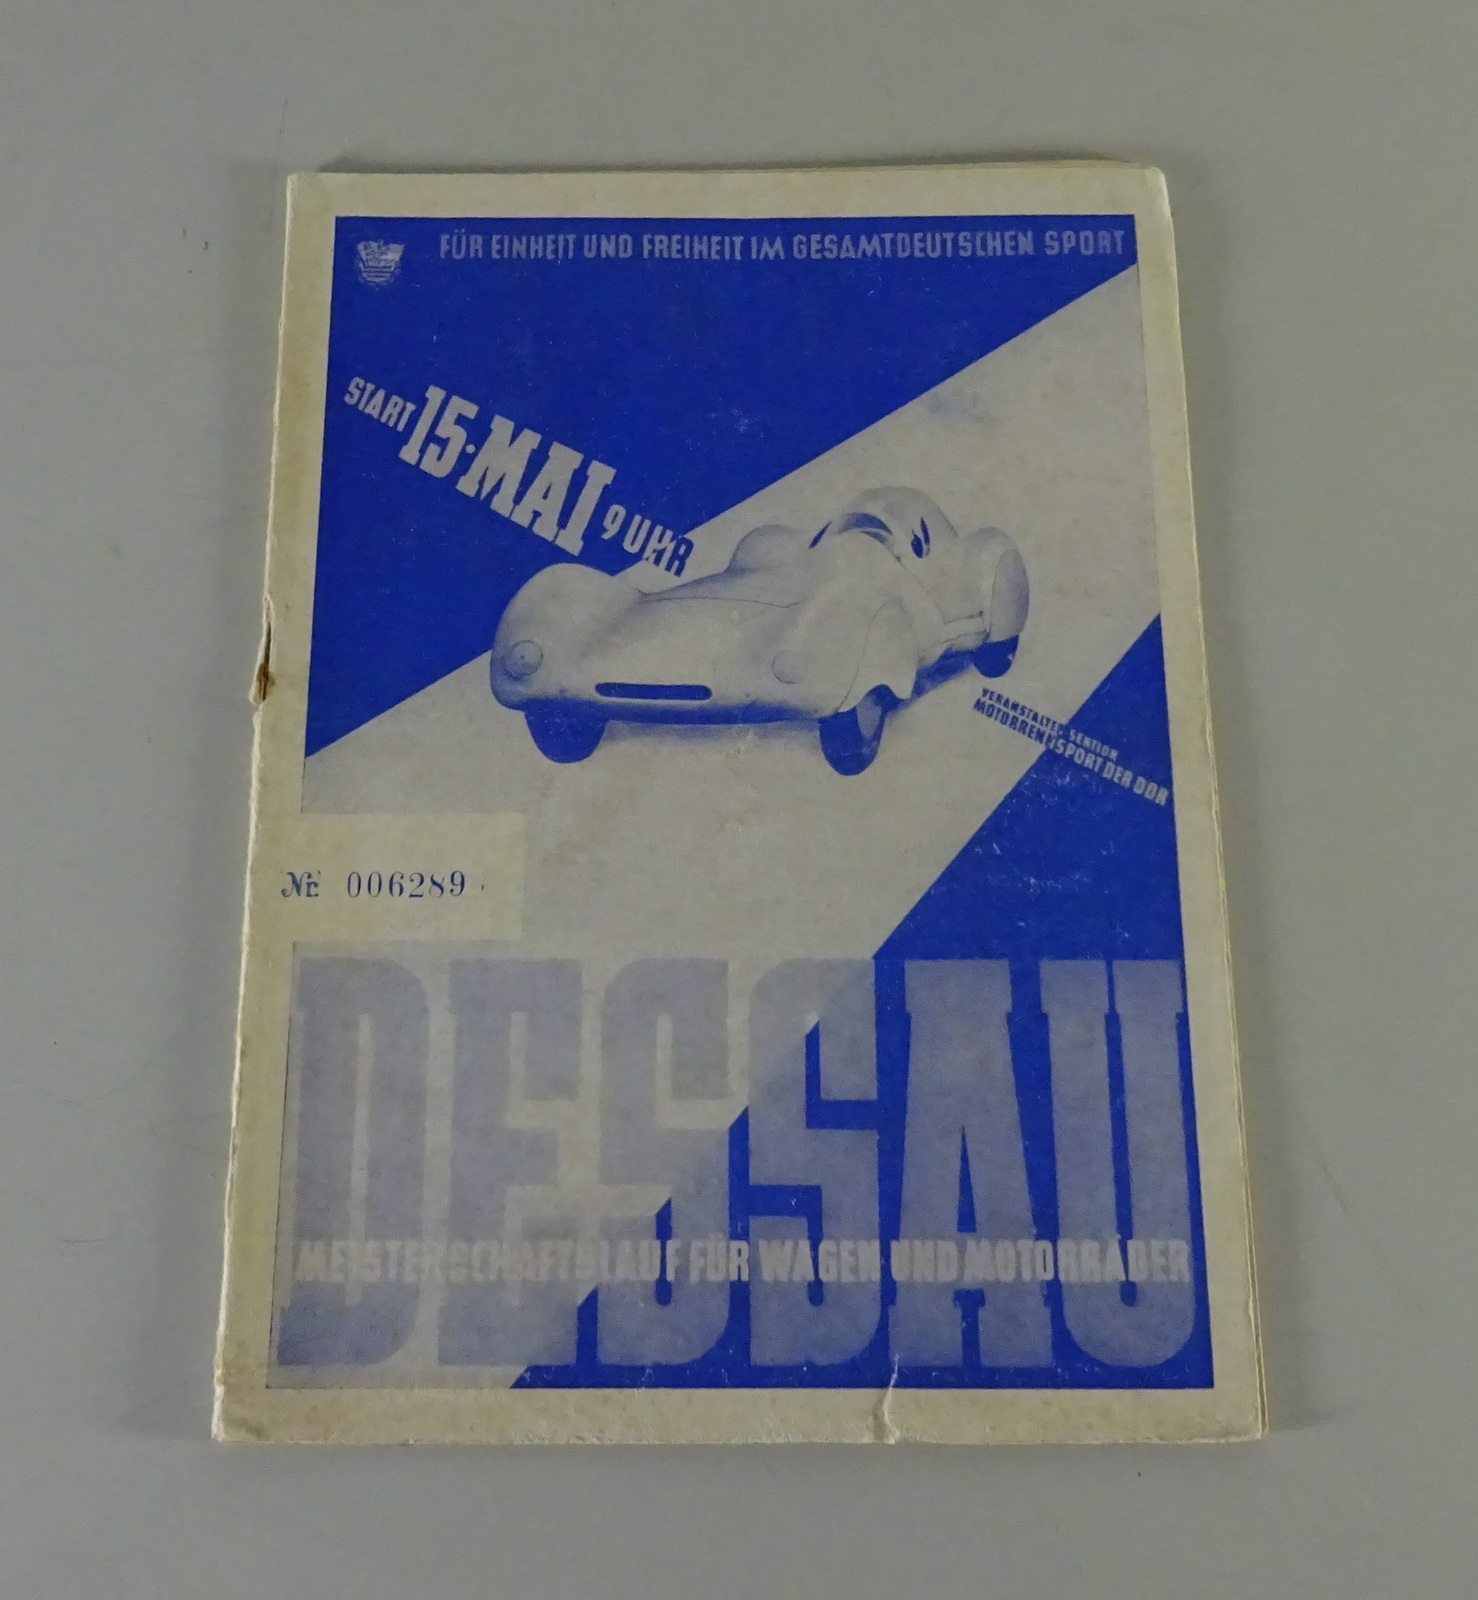 FÜR EINHEIT UND FREIHEIT IM GESAMTDEUTSCHEN SPORT
START 15. MAI 9 UHR
VERANSTALTER SEKTION
MOTORRENNSPORT DER DDR
Nr. 006289
DESSAU
MEISTERSCHAFTSLAUF FÜR WAGEN UND MOTORRÄDER